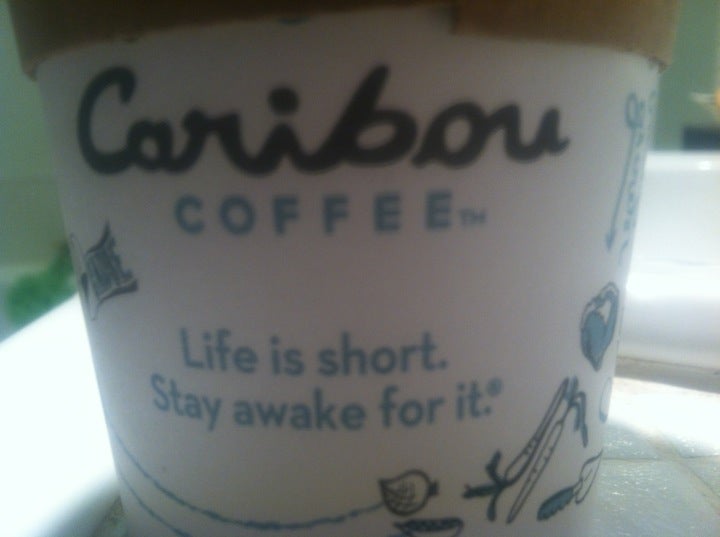 Caribou
COFFEE™
Life is short.
Stay awake for it.®